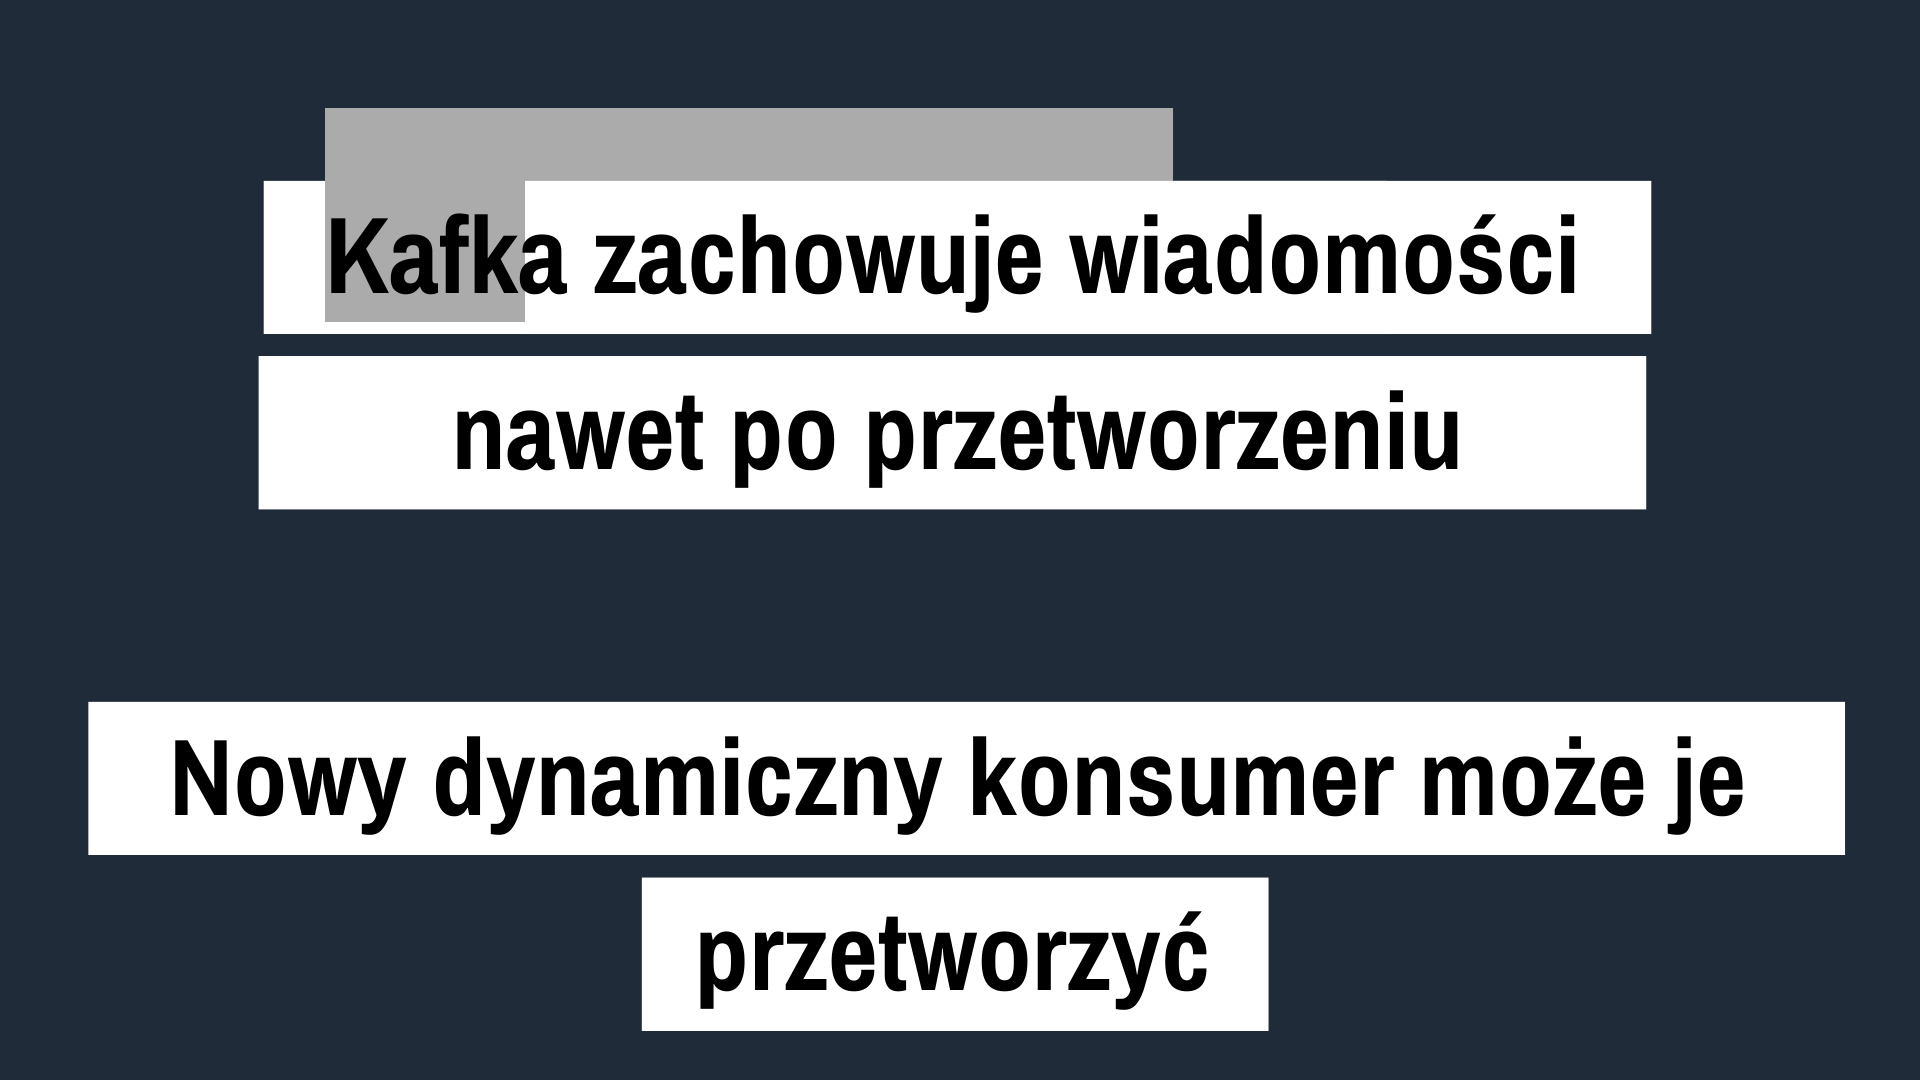 Kafka zachowuje wiadomości
nawet po przetworzeniu
Nowy dynamiczny konsumer może je
przetworzyć